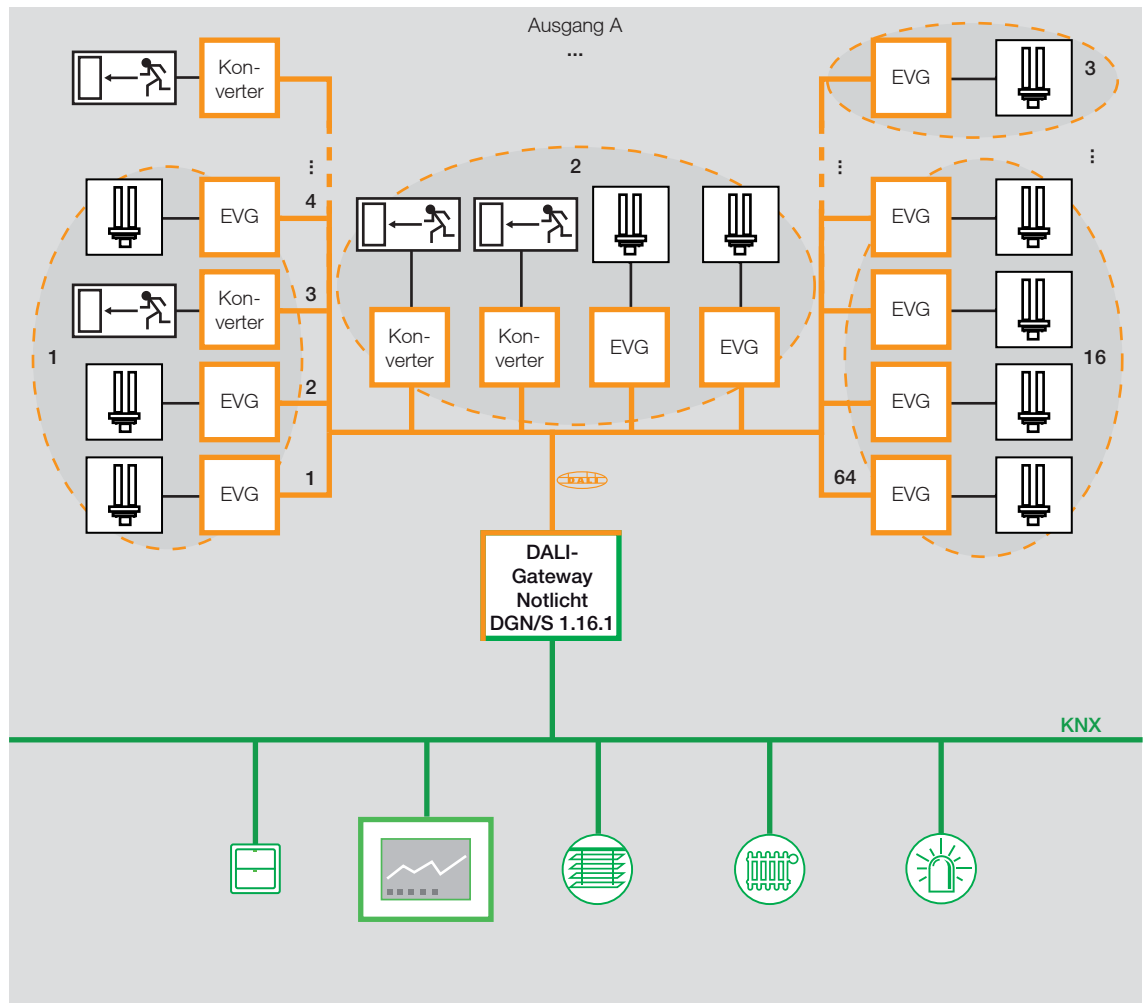 Ausgang A
...
Kon-
verter
EVG
3
...
...
...
2
4
EVG
EVG
3
Kon-
verter
EVG
1
16
Kon-
verter
Kon-
verter
EVG
EVG
2
EVG
EVG
1
EVG
64
EVG
DALI
DALI-
Gateway
Notlicht
DGN/S 1.16.1
KNX